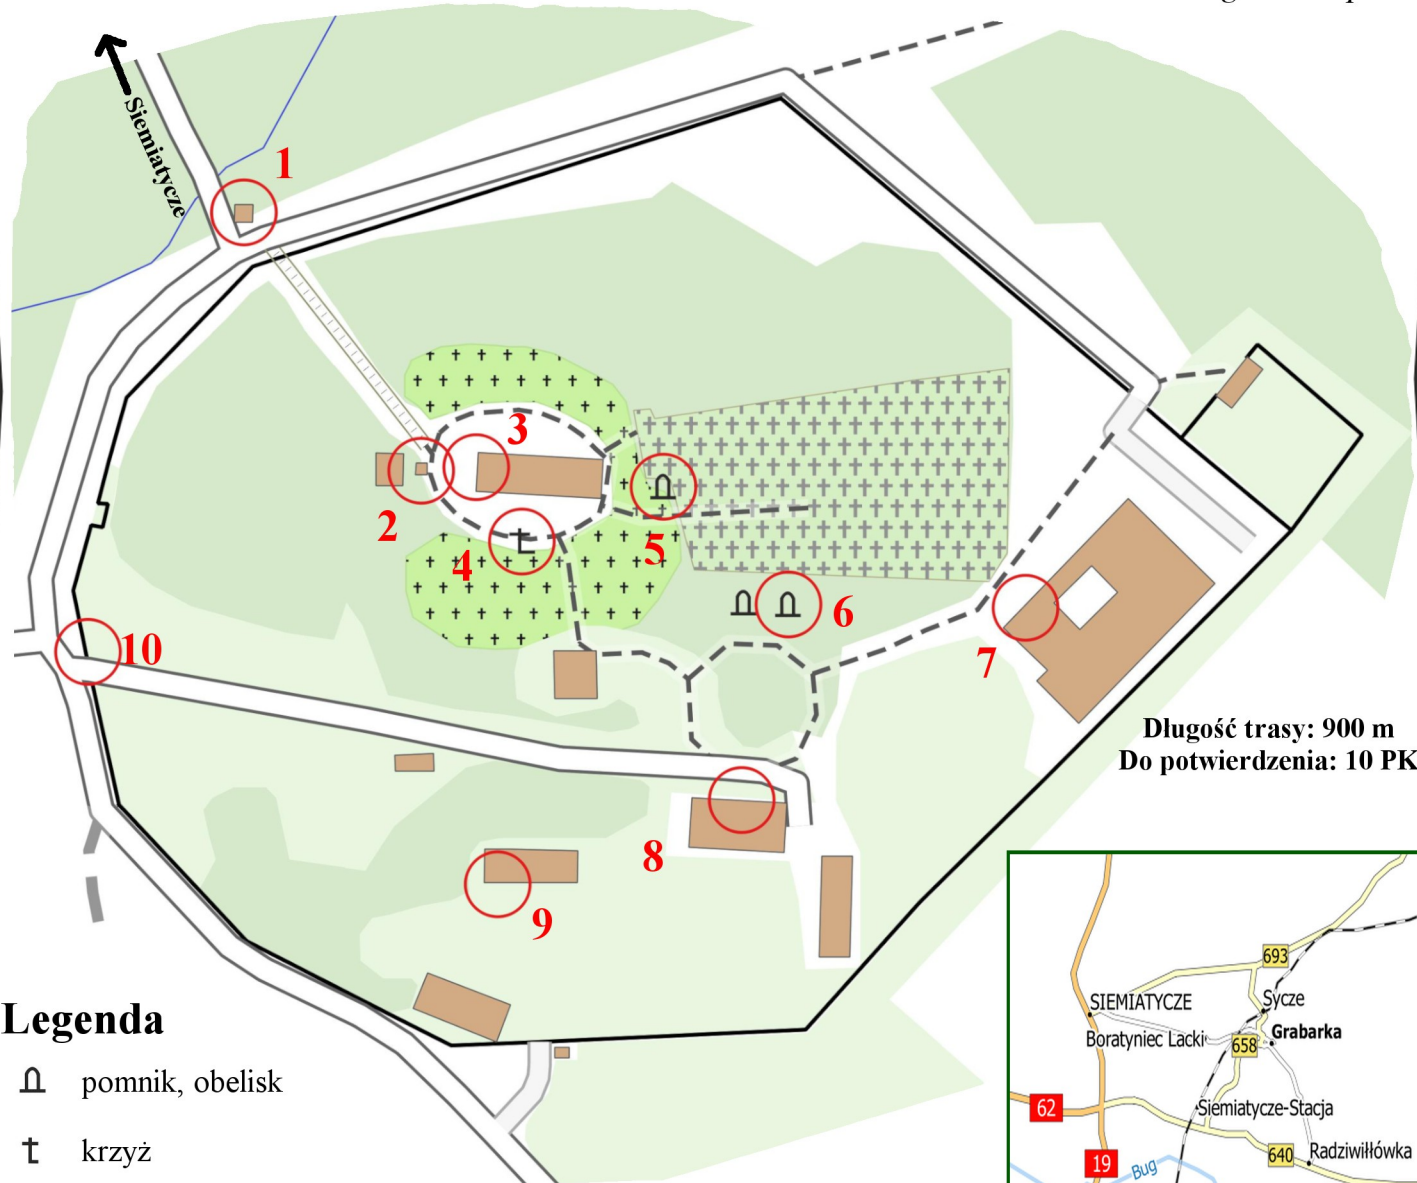 Siemiatycze
1
2
3
4
5
6
7
8
9
10
Długość trasy: 900 m
Do potwierdzenia: 10 PK
Legenda
pomnik, obelisk
krzyż
693
SIEMIATYCZE
Sycze
Boratyniec Lacki
Grabarka
658
62
Siemiatycze-Stacja
19
Bug
640
Radziwiłłówka